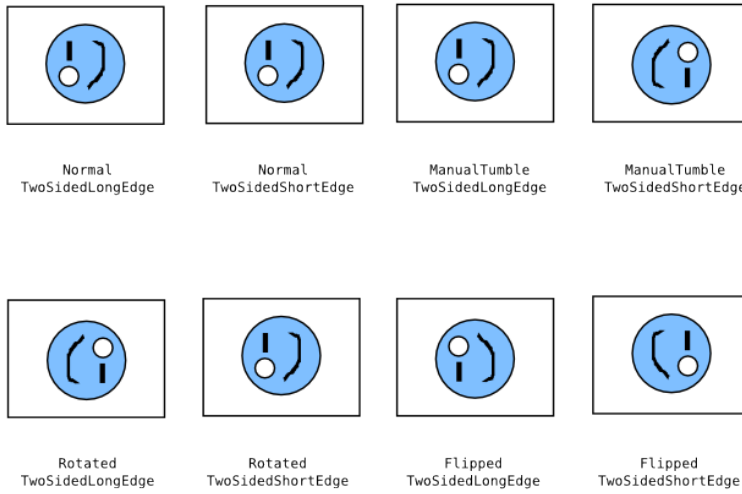 Normal
TwoSidedLongEdge
Normal
TwoSidedShortEdge
ManualTumble
TwoSidedLongEdge
ManualTumble
TwoSidedShortEdge
Rotated
TwoSidedLongEdge
Rotated
TwoSidedShortEdge
Flipped
TwoSidedLongEdge
Flipped
TwoSidedShortEdge